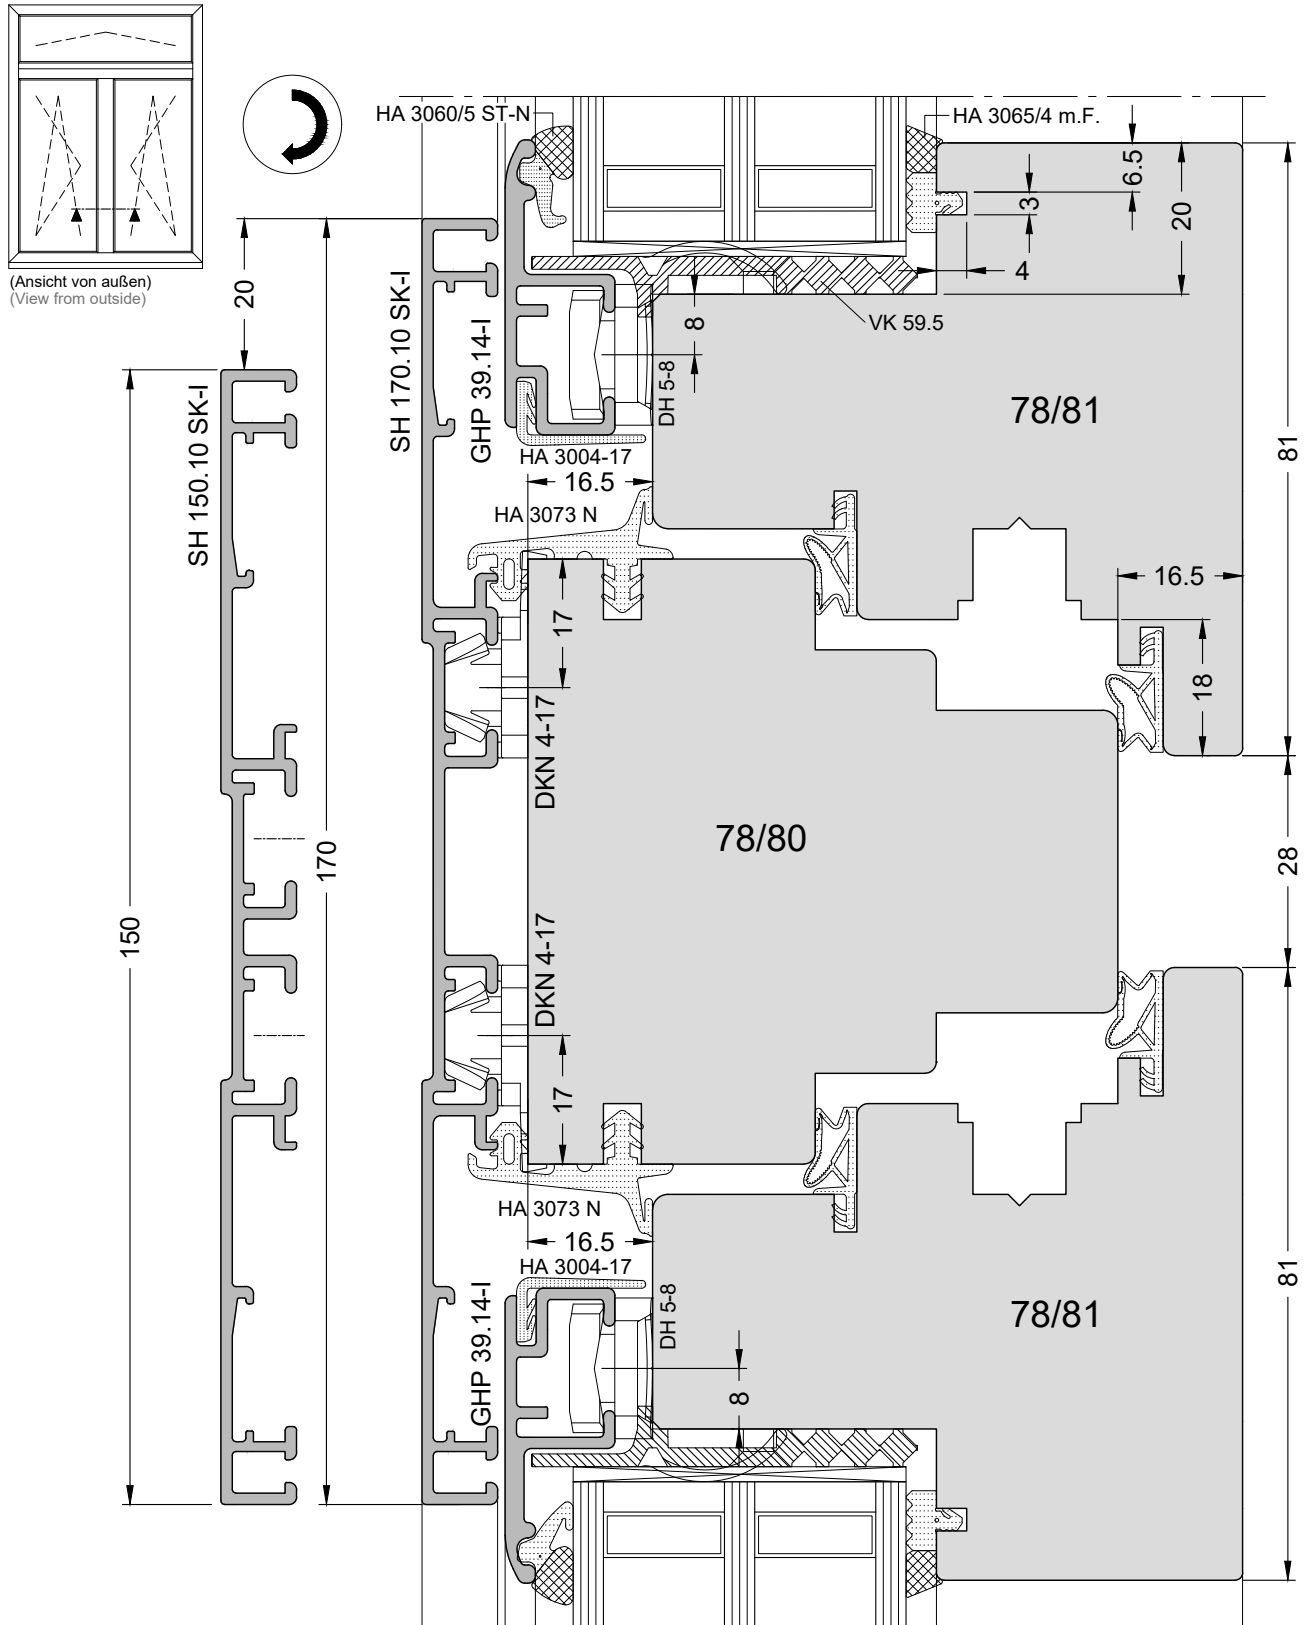 (Ansicht von außen)
(View from outside)
HA 3060/5 ST-N
HA 3065/4 m.F.
6.5
3
20
4
81
20
SH 150.10 SK-I
SH 170.10 SK-I
GHP 39.14-I
8
DH 5-8
VK 59.5
78/81
HA 3004-17
16.5
HA 3073 N
16.5
17
18
DKN 4-17
78/80
28
150
170
DKN 4-17
17
HA 3073 N
16.5
HA 3004-17
GHP 39.14-I
DH 5-8
78/81
81
8